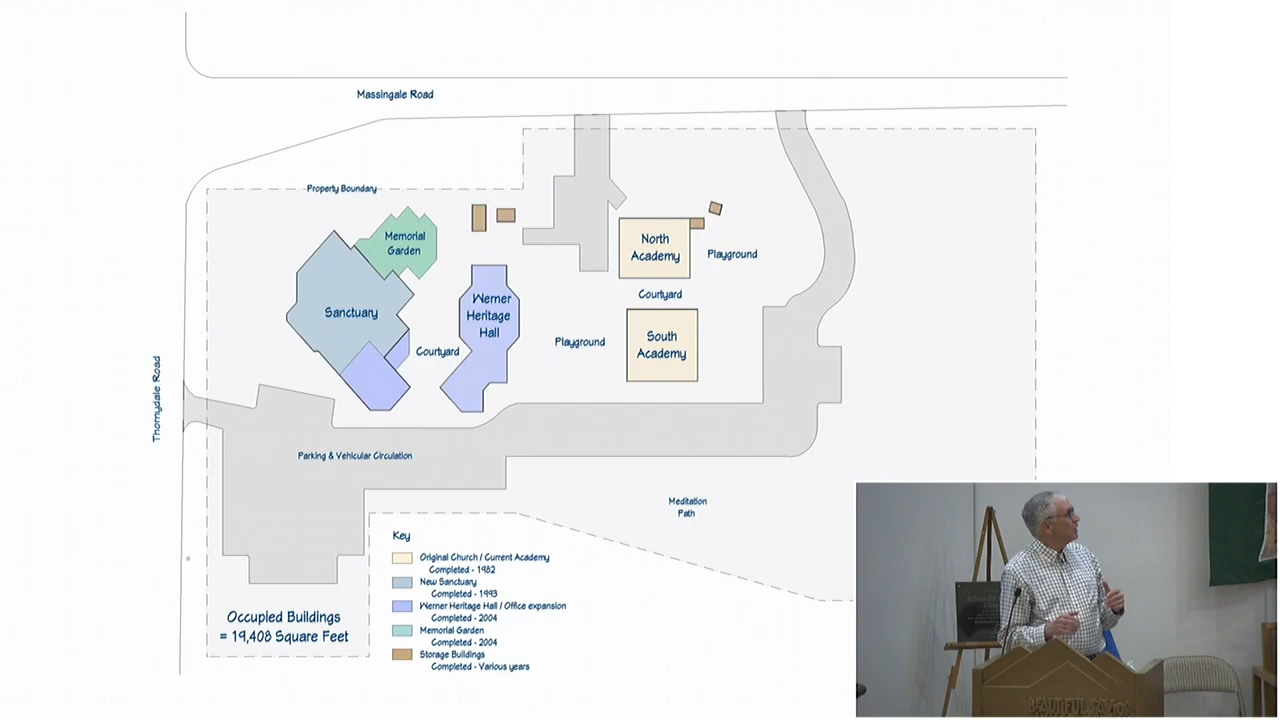 Massingale Road
Property Boundary
Memorial
Garden
North
Academy
Playground
Courtyard
Werner
Heritage
Hall
Sanctuary
Playground
South
Academy
Courtyard
Thornydale Road
Parking & Vehicular Circulation
Meditation
Path
Key
Original Church / Current Academy
Completed - 1982
New Sanctuary
Completed - 1993
Werner Heritage Hall / Office expansion
Completed - 2004
Memorial Garden
Completed - 2004
Storage Buildings
Completed - Various years
Occupied Buildings
= 19,408 Square Feet
BEAUTIFUL SAVIOR